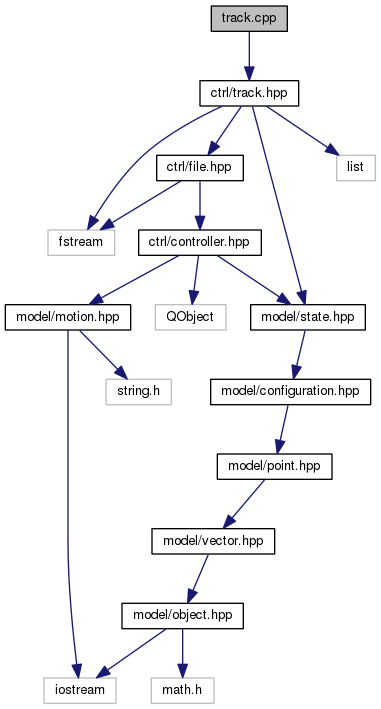 track.cpp
ctrl/track.hpp
ctrl/file.hpp
list
fstream
ctrl/controller.hpp
model/motion.hpp
QObject
model/state.hpp
string.h
model/configuration.hpp
model/point.hpp
model/vector.hpp
model/object.hpp
iostream
math.h